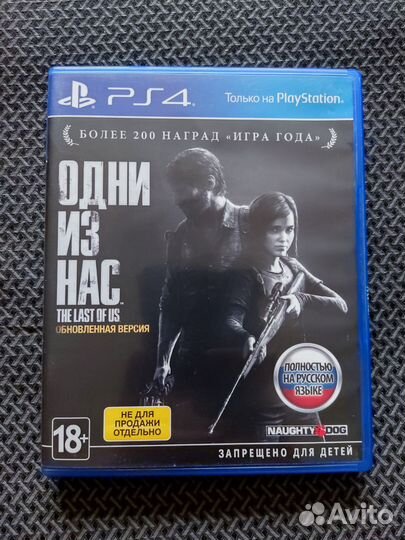 PS4
Только на PlayStation.
БОЛЕЕ 200 НАГРАД «ИГРА ГОДА»
ОДНИ
ИЗ
НАС
THE LAST OF US
ОБНОВЛЕННАЯ ВЕРСИЯ
ПОЛНОСТЬЮ
НА РУССКОМ
ЯЗЫКЕ
НЕ ДЛЯ
ПРОДАЖИ
ОТДЕЛЬНО
18+
NAUGHTY DOG
ЗАПРЕЩЕНО ДЛЯ ДЕТЕЙ
Avito